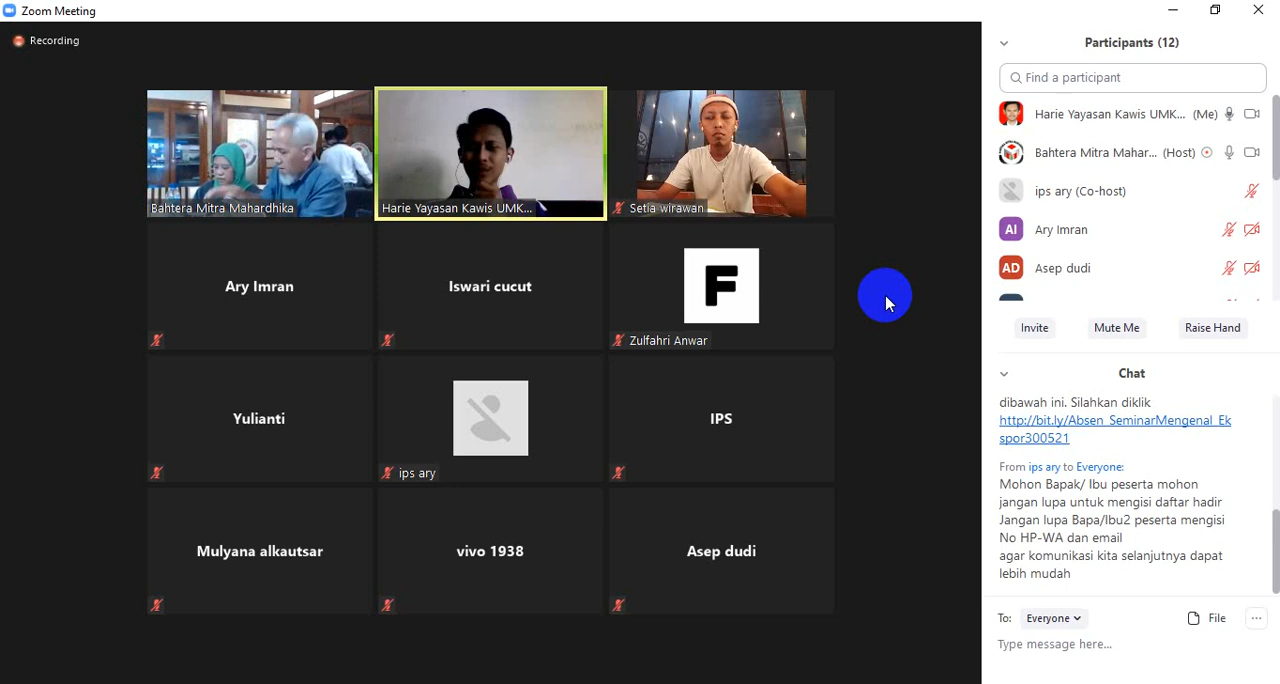 Zoom Meeting
Recording
Bahtera Mitra Mahardhika
Harie Yayasan Kawis UMK...
Setia wirawan
Ary Imran
Iswari cucut
F
Zulfahri Anwar
Yulianti
ips ary
IPS
Mulyana alkautsar
vivo 1938
Asep dudi
Participants (12)
Find a participant
Harie Yayasan Kawis UMK... (Me)
Bahtera Mitra Mahar... (Host)
ips ary (Co-host)
AI Ary Imran
AD Asep dudi
Invite Mute Me Raise Hand
Chat
dibawah ini. Silahkan diklik
http://bit.ly/Absen_SeminarMengenal_Ek
spor300521
From ips ary to Everyone:
Mohon Bapak/ Ibu peserta mohon
jangan lupa untuk mengisi daftar hadir
Jangan lupa Bapa/Ibu2 peserta mengisi
No HP-WA dan email
agar komunikasi kita selanjutnya dapat
lebih mudah
To: Everyone File ...
Type message here...